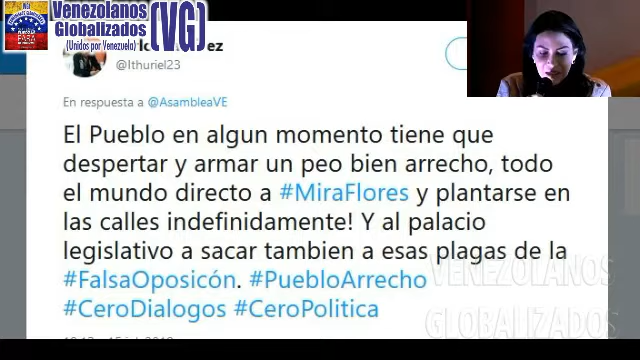 Venezolanos
Globalizados
(Unidos por Venezuela)
(VG)
@Ithuriel23
En respuesta a @AsambleaVE
El Pueblo en algun momento tiene que
despertar y armar un peo bien arrecho, todo
el mundo directo a #MiraFlores y plantarse en
las calles indefinidamente! Y al palacio
legislativo a sacar tambien a esas plagas de la
#FalsaOposicón. #PuebloArrecho
#CeroDialogos #CeroPolitica
VENEZOLANOS
GLOBALIZADOS